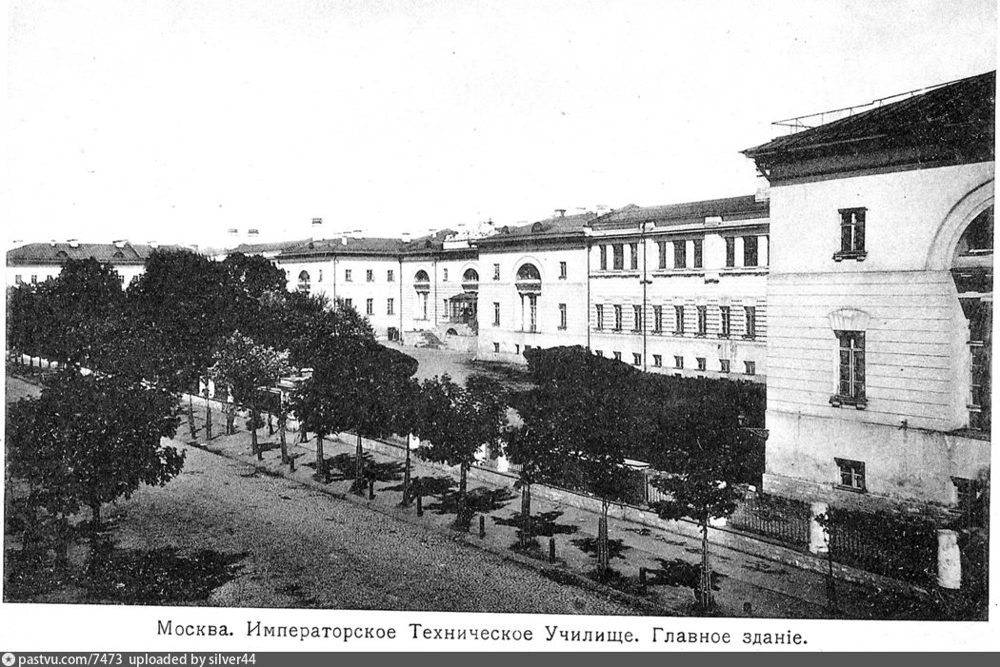 Москва. Императорское Техническое Училище. Главное зданіе.
pastvu.com/7473 uploaded by silver44